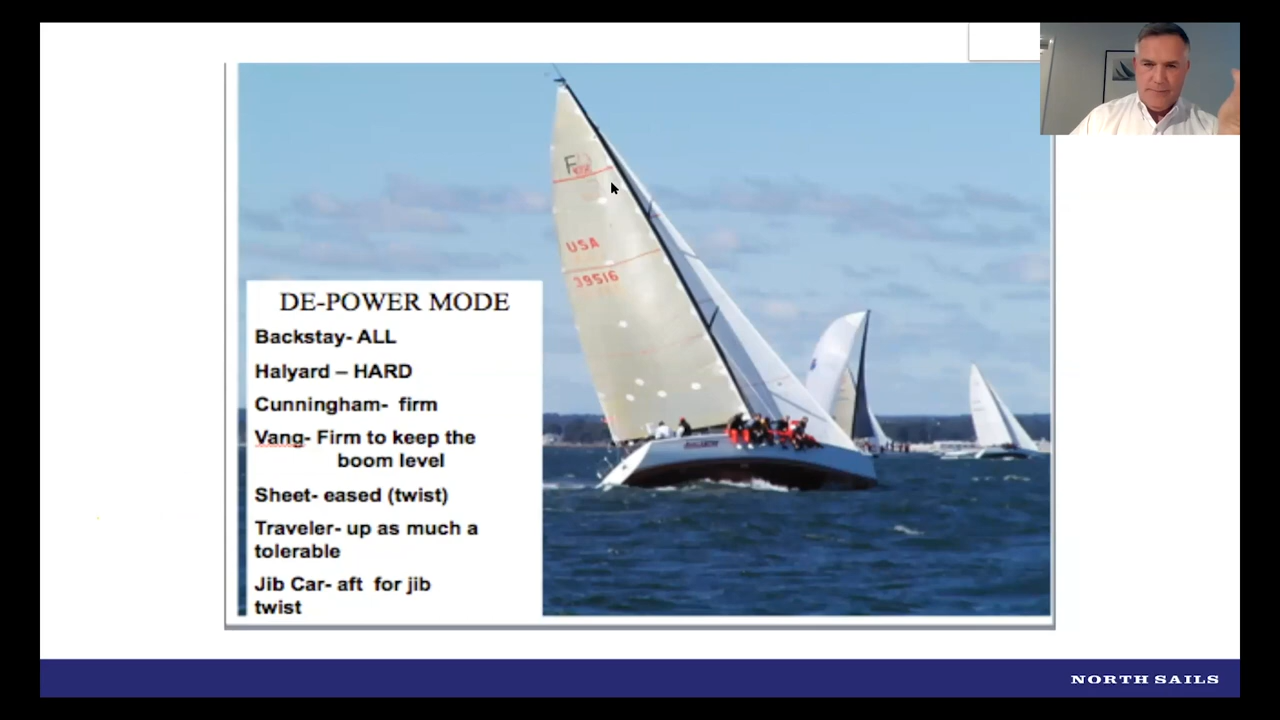 F
USA
39516
DE-POWER MODE
Backstay- ALL
Halyard – HARD
Cunningham- firm
Vang- Firm to keep the
boom level
Sheet- eased (twist)
Traveler- up as much a
tolerable
Jib Car- aft for jib
twist
NORTH SAILS